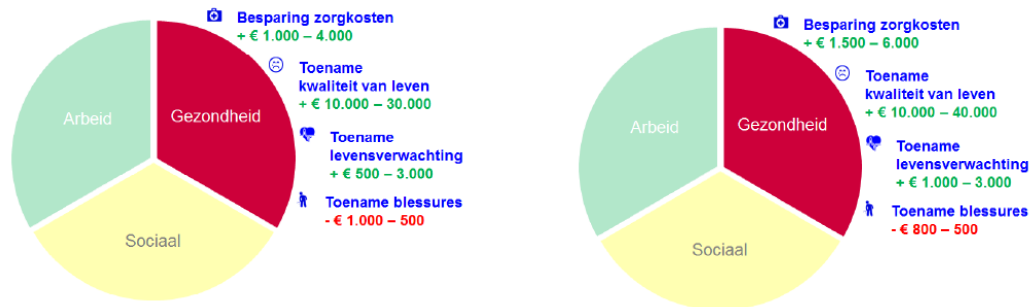 Besparing zorgkosten
+ € 1.000 – 4.000
Toename
kwaliteit van leven
+ € 10.000 – 30.000
Arbeid
Gezondheid
Toename
levensverwachting
+ € 500 – 3.000
Toename blessures
- € 1.000 – 500
Sociaal
Besparing zorgkosten
+ € 1.500 – 6.000
Toename
kwaliteit van leven
+ € 10.000 – 40.000
Arbeid
Gezondheid
Toename
levensverwachting
+ € 1.000 – 3.000
Toename blessures
- € 800 – 500
Sociaal